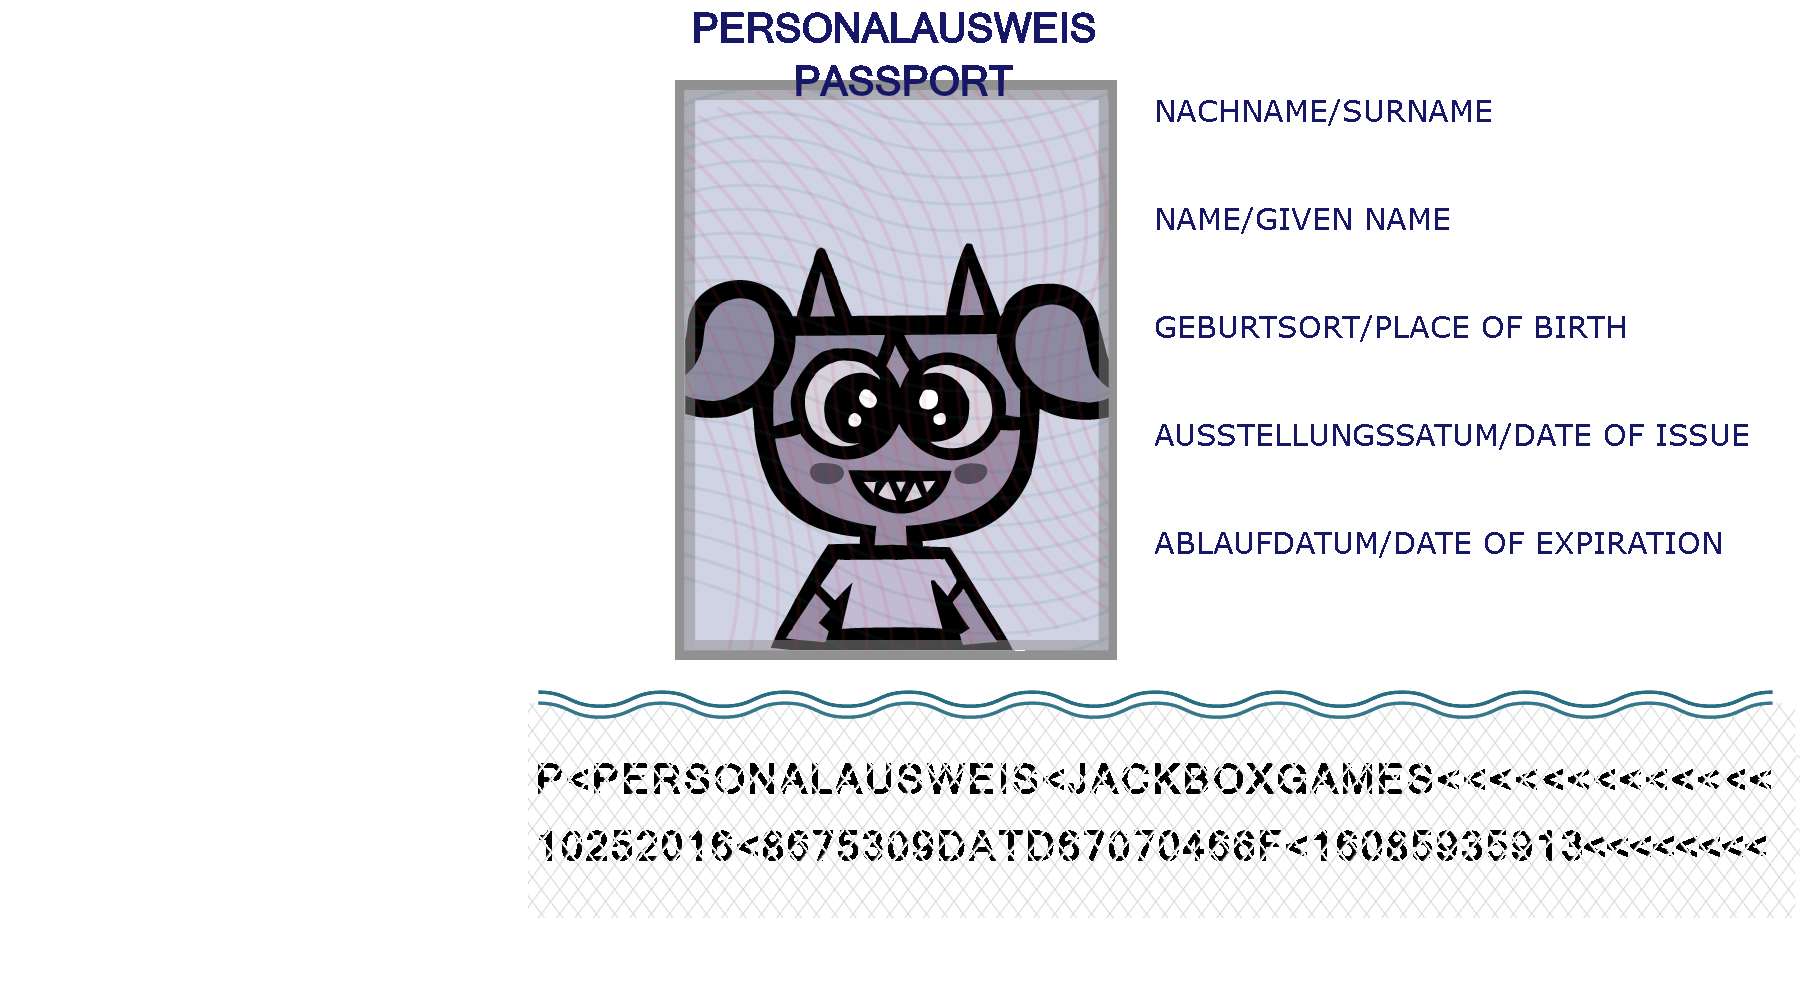 PERSONALAUSWEIS
PASSPORT
NACHNAME/SURNAME
NAME/GIVEN NAME
GEBURTSORT/PLACE OF BIRTH
AUSSTELLUNGSSATUM/DATE OF ISSUE
ABLAUFDATUM/DATE OF EXPIRATION
P<PERSONALAUSWEIS<JACKBOXGAMES<<<<<<<<<<<<<
10252016<8675309DATD67070466F<16085935913<<<<<<<<